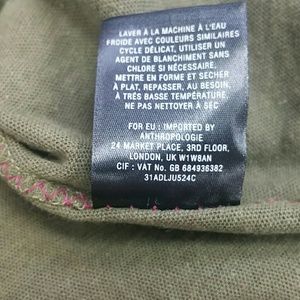 LAVER À LA MACHINE À L'EAU
FROIDE AVEC COULEURS SIMILAIRES
CYCLE DÉLICAT, UTILISER UN
AGENT DE BLANCHIMENT SANS
CHLORE SI NÉCESSAIRE
METTRE EN FORME ET SÉCHER
À PLAT, REPASSER, AU BESOIN,
À TRÈS BASSE TEMPÉRATURE.
NE PAS NETTOYER À SEC
FOR EU : IMPORTED BY
ANTHROPOLOGIE
24 MARKET PLACE, 3RD FLOOR,
LONDON, UK W1W8AN
CIF : VAT No. GB 684936382
31ADLJU524C